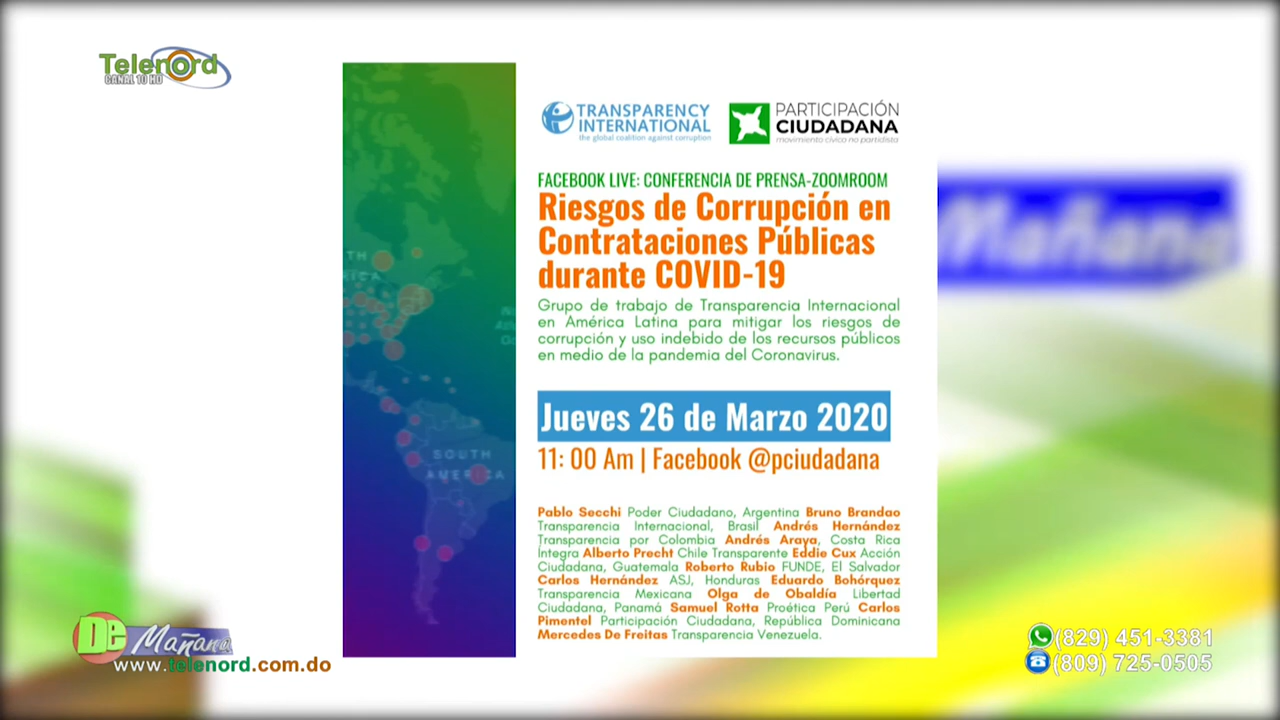 Telenord
CANAL 10 HD
TRANSPARENCY
INTERNATIONAL
the global coalition against corruption
PARTICIPACIÓN
CIUDADANA
movimiento cívico no partidista
FACEBOOK LIVE: CONFERENCIA DE PRENSA-ZOOMROOM
Riesgos de Corrupción en
Contrataciones Públicas
durante COVID-19
Grupo de trabajo de Transparencia Internacional
en América Latina para mitigar los riesgos de
corrupción y uso indebido de los recursos públicos
en medio de la pandemia del Coronavirus.
Jueves 26 de Marzo 2020
11: 00 Am | Facebook @pciudadana
Pablo Secchi Poder Ciudadano, Argentina Bruno Brandao
Transparencia Internacional, Brasil Andrés Hernández
Transparencia por Colombia Andrés Araya, Costa Rica
Íntegra Alberto Precht Chile Transparente Eddie Cux Acción
Ciudadana, Guatemala Roberto Rubio FUNDE, El Salvador
Carlos Hernández ASJ, Honduras Eduardo Bohórquez
Transparencia Mexicana Olga de Obaldía Libertad
Ciudadana, Panamá Samuel Rotta Proética Perú Carlos
Pimentel Participación Ciudadana, República Dominicana
Mercedes De Freitas Transparencia Venezuela.
SOUTH
AMERICA
Mañana
De Mañana
www.telenord.com.do
(829) 451-3381
(809) 725-0505